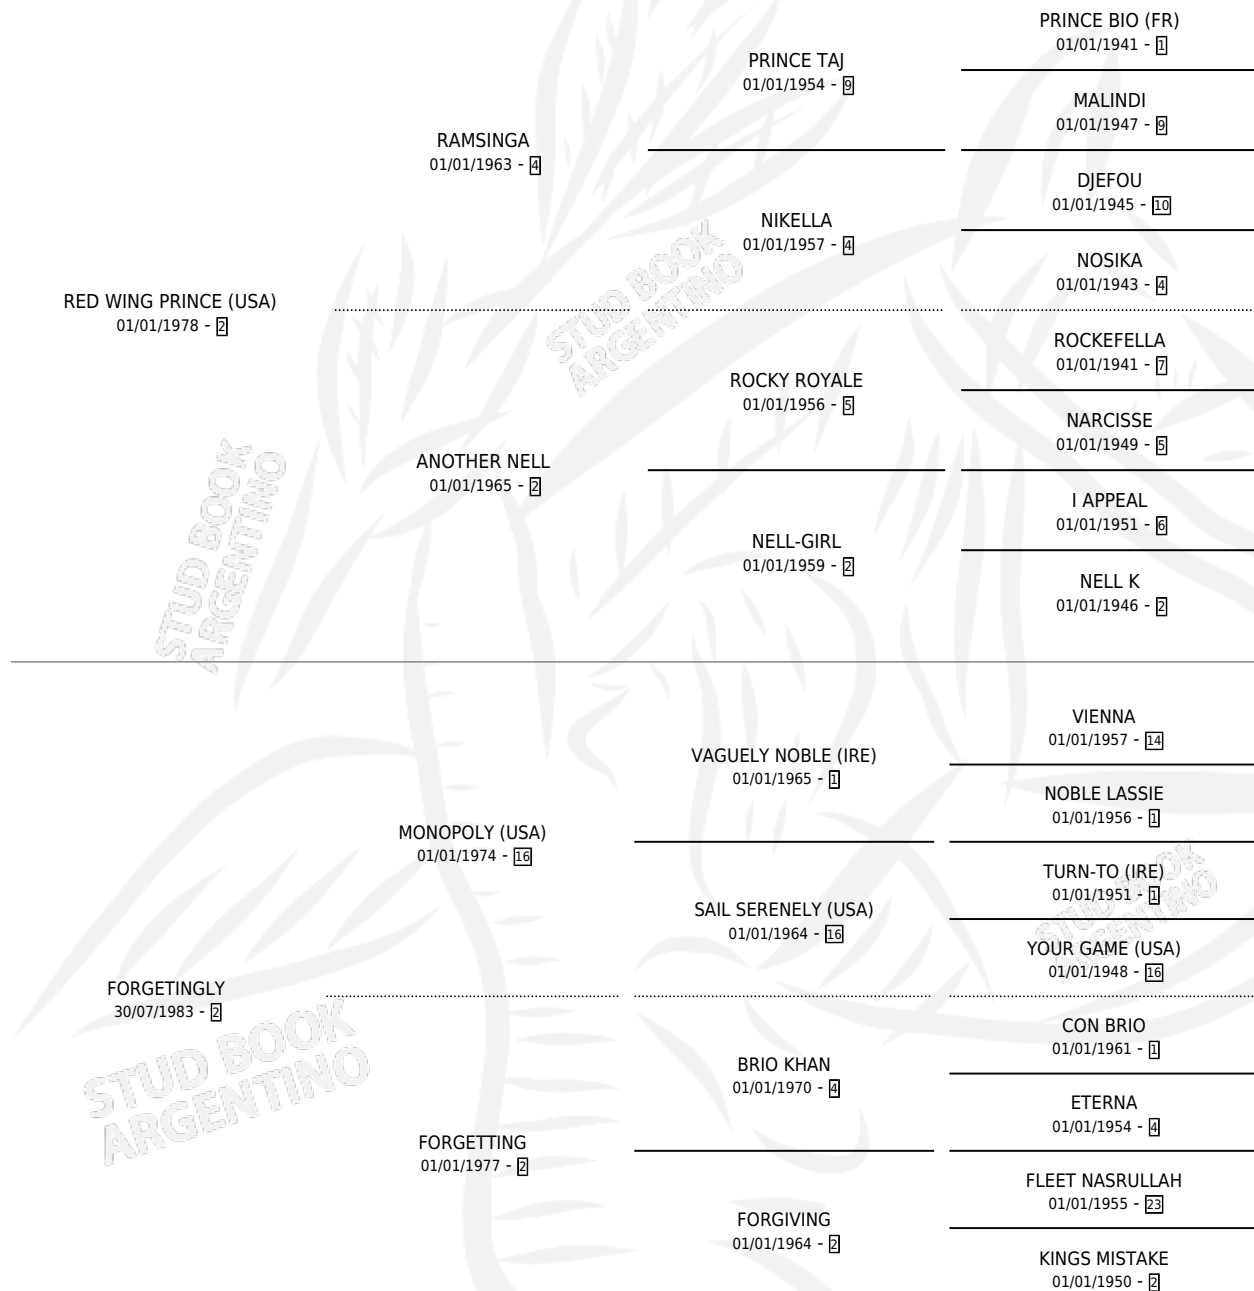 PRINCE BIO (FR)
01/01/1941 - 1
PRINCE TAJ
01/01/1954 - 9
MALINDI
01/01/1947 - 9
RAMSINGA
01/01/1963 - 4
DJEFOU
01/01/1945 - 10
NIKELLA
01/01/1957 - 4
NOSIKA
01/01/1943 - 4
RED WING PRINCE (USA)
01/01/1978 - 2
ROCKEFELLA
01/01/1941 - 7
ROCKY ROYALE
01/01/1956 - 5
NARCISSE
01/01/1949 - 5
ANOTHER NELL
01/01/1965 - 2
I APPEAL
01/01/1951 - 6
NELL-GIRL
01/01/1959 - 2
NELL K
01/01/1946 - 2
VIENNA
01/01/1957 - 14
VAGUELY NOBLE (IRE)
01/01/1965 - 1
NOBLE LASSIE
01/01/1956 - 1
MONOPOLY (USA)
01/01/1974 - 16
TURN-TO (IRE)
01/01/1951 - 1
SAIL SERENELY (USA)
01/01/1964 - 16
YOUR GAME (USA)
01/01/1948 - 16
FORGETINGLY
30/07/1983 - 2
CON BRIO
01/01/1961 - 1
BRIO KHAN
01/01/1970 - 4
ETERNA
01/01/1954 - 4
FORGETTING
01/01/1977 - 2
FLEET NASRULLAH
01/01/1955 - 23
FORGIVING
01/01/1964 - 2
KINGS MISTAKE
01/01/1950 - 2
STUD BOOK
ARGENTINO
STUD BOOK
ARGENTINO
STUD BOOK
ARGENTINO
STUD BOOK
ARGENTINO